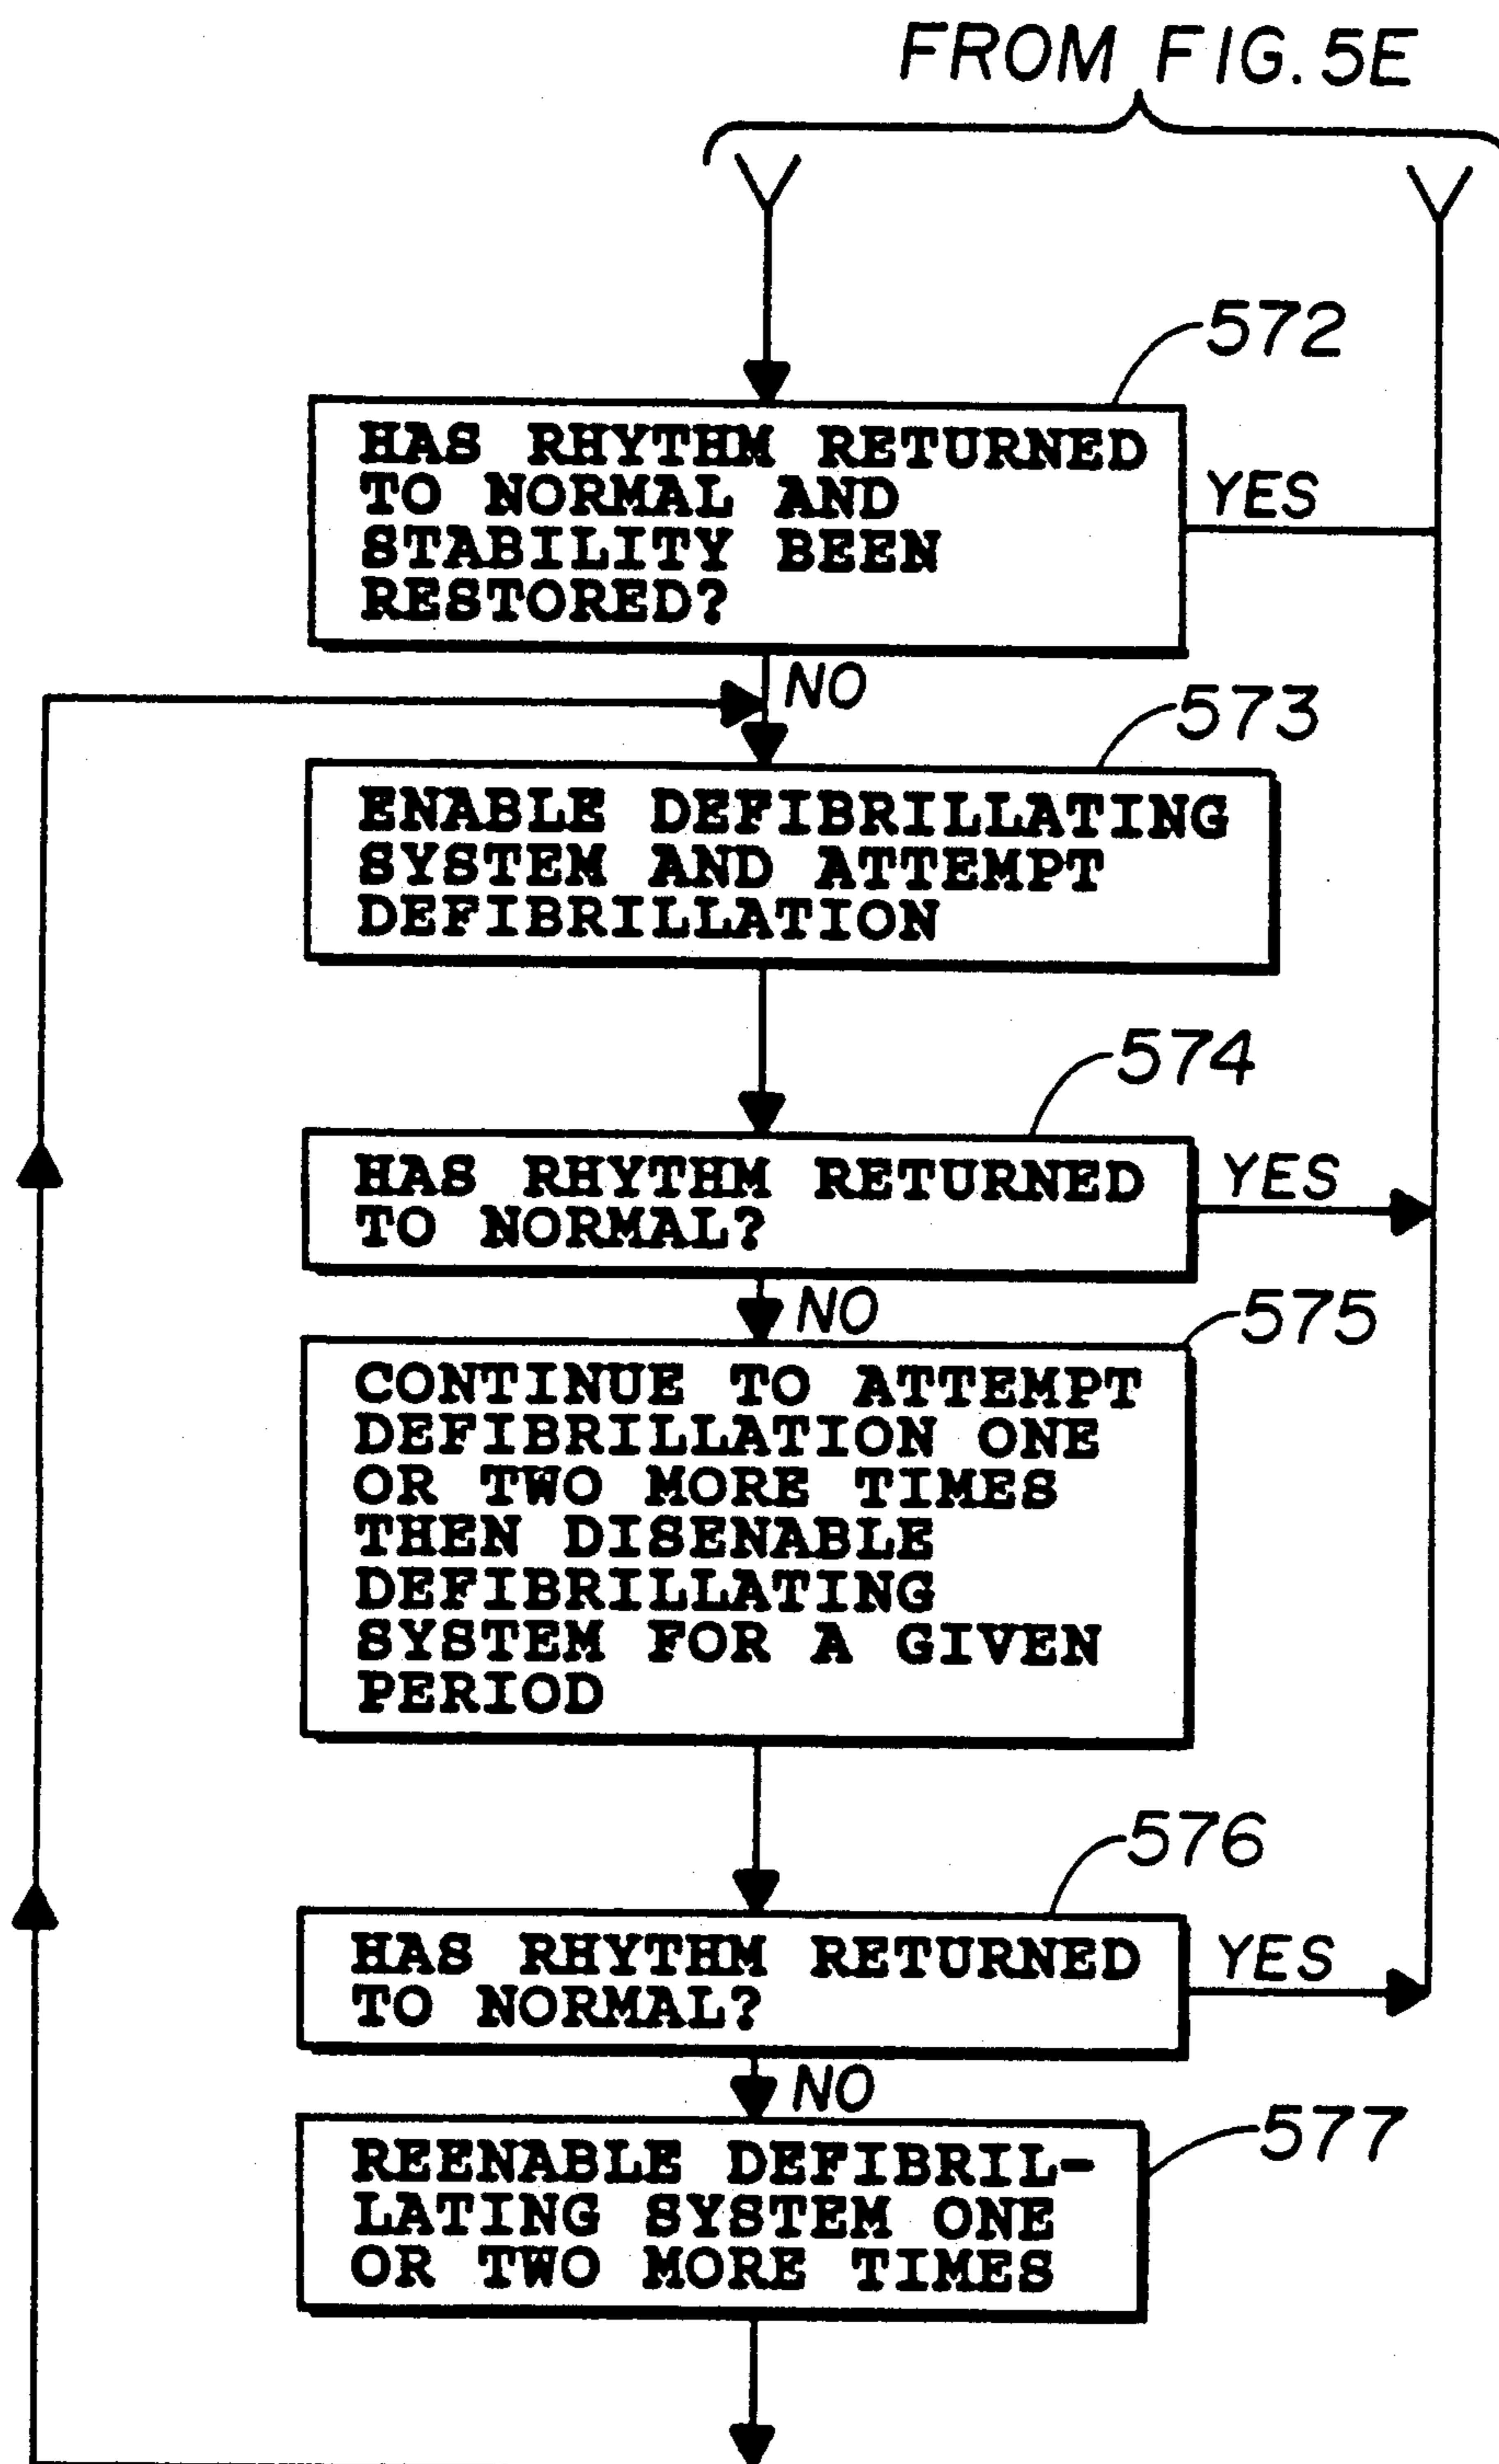 FROM FIG. 5E
572
HAS RHYTHM RETURNED
TO NORMAL AND
STABILITY BEEN
RESTORED?
YES
NO
573
ENABLE DEFIBRILLATING
SYSTEM AND ATTEMPT
DEFIBRILLATION
574
HAS RHYTHM RETURNED
TO NORMAL?
YES
NO
575
CONTINUE TO ATTEMPT
DEFIBRILLATION ONE
OR TWO MORE TIMES
THEN DISENABLE
DEFIBRILLATING
SYSTEM FOR A GIVEN
PERIOD
576
HAS RHYTHM RETURNED
TO NORMAL?
YES
NO
577
REENABLE DEFIBRIL-
LATING SYSTEM ONE
OR TWO MORE TIMES